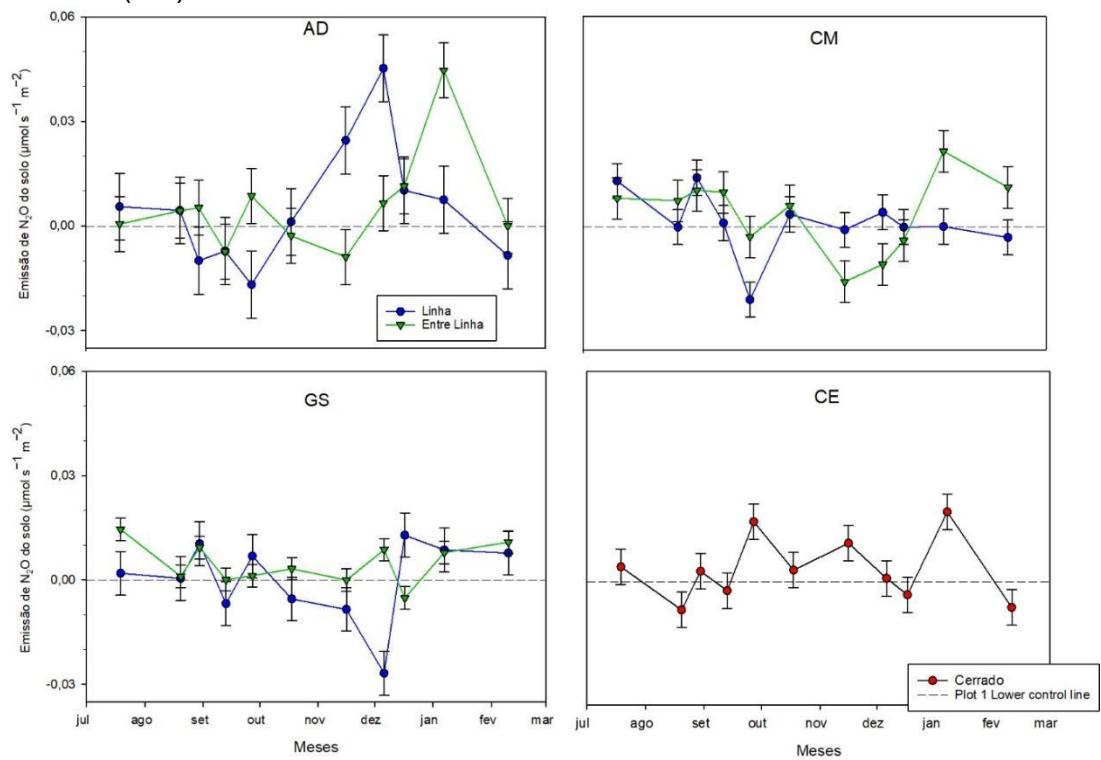 0,06
AD
CM
Emissão de N₂O do solo (µmol s⁻¹ m⁻²)
0,03
0,00
-0,03
Linha
Entre Linha
0,06
GS
CE
Emissão de N₂O do solo (µmol s⁻¹ m⁻²)
0,03
0,00
-0,03
Cerrado
Plot 1 Lower control line
jul ago set out nov dez jan fev mar
jul ago set out nov dez jan fev mar
Meses
Meses